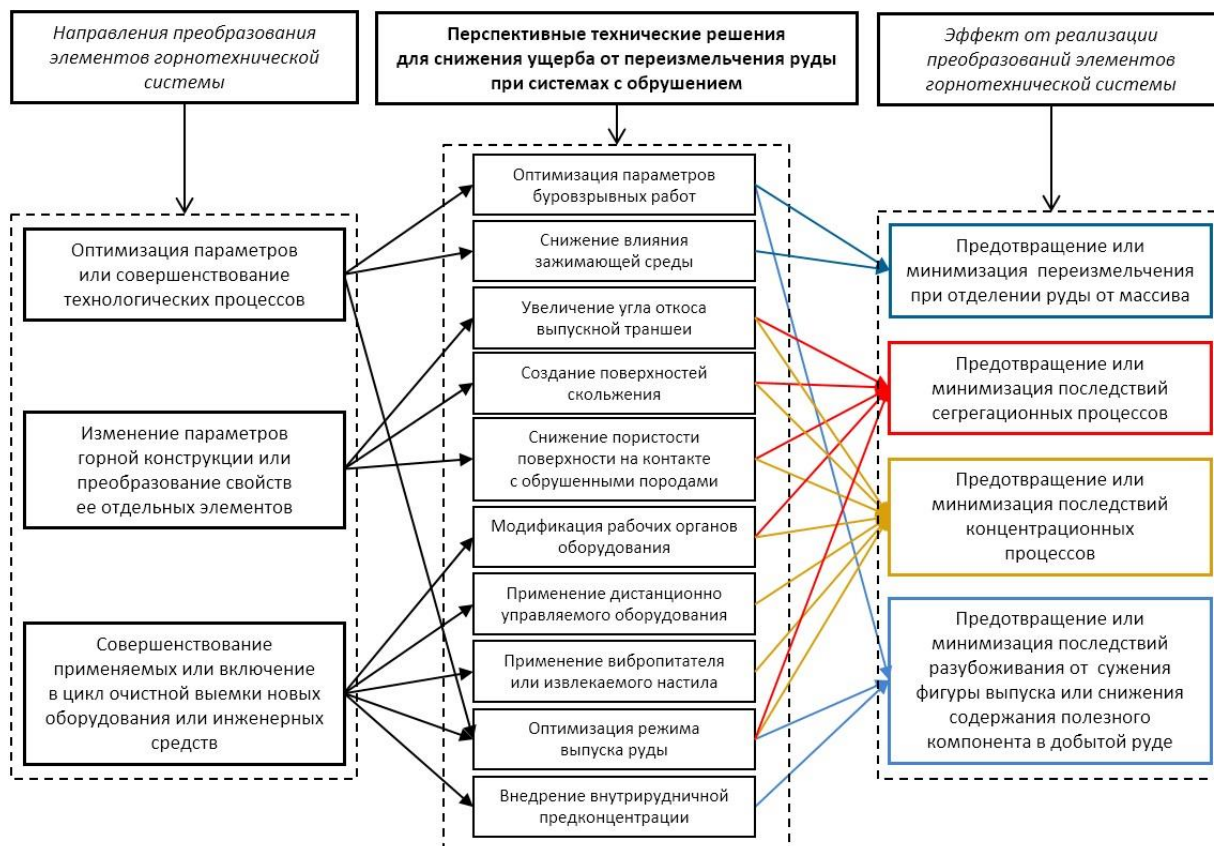 Направления преобразования
элементов горнотехнической
системы
Перспективные технические решения
для снижения ущерба от переизмельчения руды
при системах с обрушением
Эффект от реализации
преобразований элементов
горнотехнической системы
Оптимизация параметров
или совершенствование
технологических процессов
Изменение параметров
горной конструкции или
преобразование свойств
ее отдельных элементов
Совершенствование
применяемых или включение
в цикл очистной выемки новых
оборудования или инженерных
средств
Оптимизация параметров
буровзрывных работ
Снижение влияния
зажимающей среды
Увеличение угла откоса
выпускной траншеи
Создание поверхностей
скольжения
Снижение пористости
поверхности на контакте
с обрушенными породами
Модификация рабочих органов
оборудования
Применение дистанционно
управляемого оборудования
Применение вибропитателя
или извлекаемого настила
Оптимизация режима
выпуска руды
Внедрение внутрирудничной
предконцентрации
Предотвращение или
минимизация переизмельчения
при отделении руды от массива
Предотвращение или
минимизация последствий
сегрегационных процессов
Предотвращение или
минимизация последствий
концентрационных
процессов
Предотвращение или
минимизация последствий
разубоживания от сужения
фигуры выпуска или снижения
содержания полезного
компонента в добытой руде